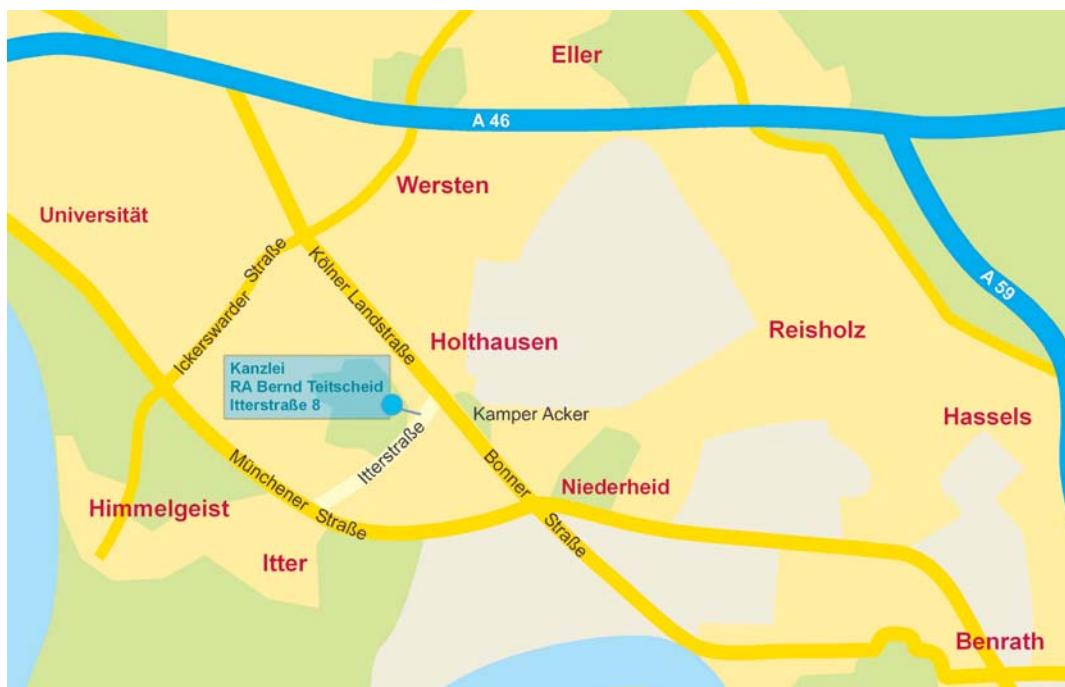 Eller
A 46
Wersten
Universität
Ickerswarder Straße
Kölner Landstraße
A 59
Holthausen
Reisholz
Kanzlei
RA Bernd Teitscheid
Itterstraße 8
Kamper Acker
Hassels
Itterstraße
Münchener Straße
Bonner Straße
Niederheid
Himmelgeist
Itter
Benrath